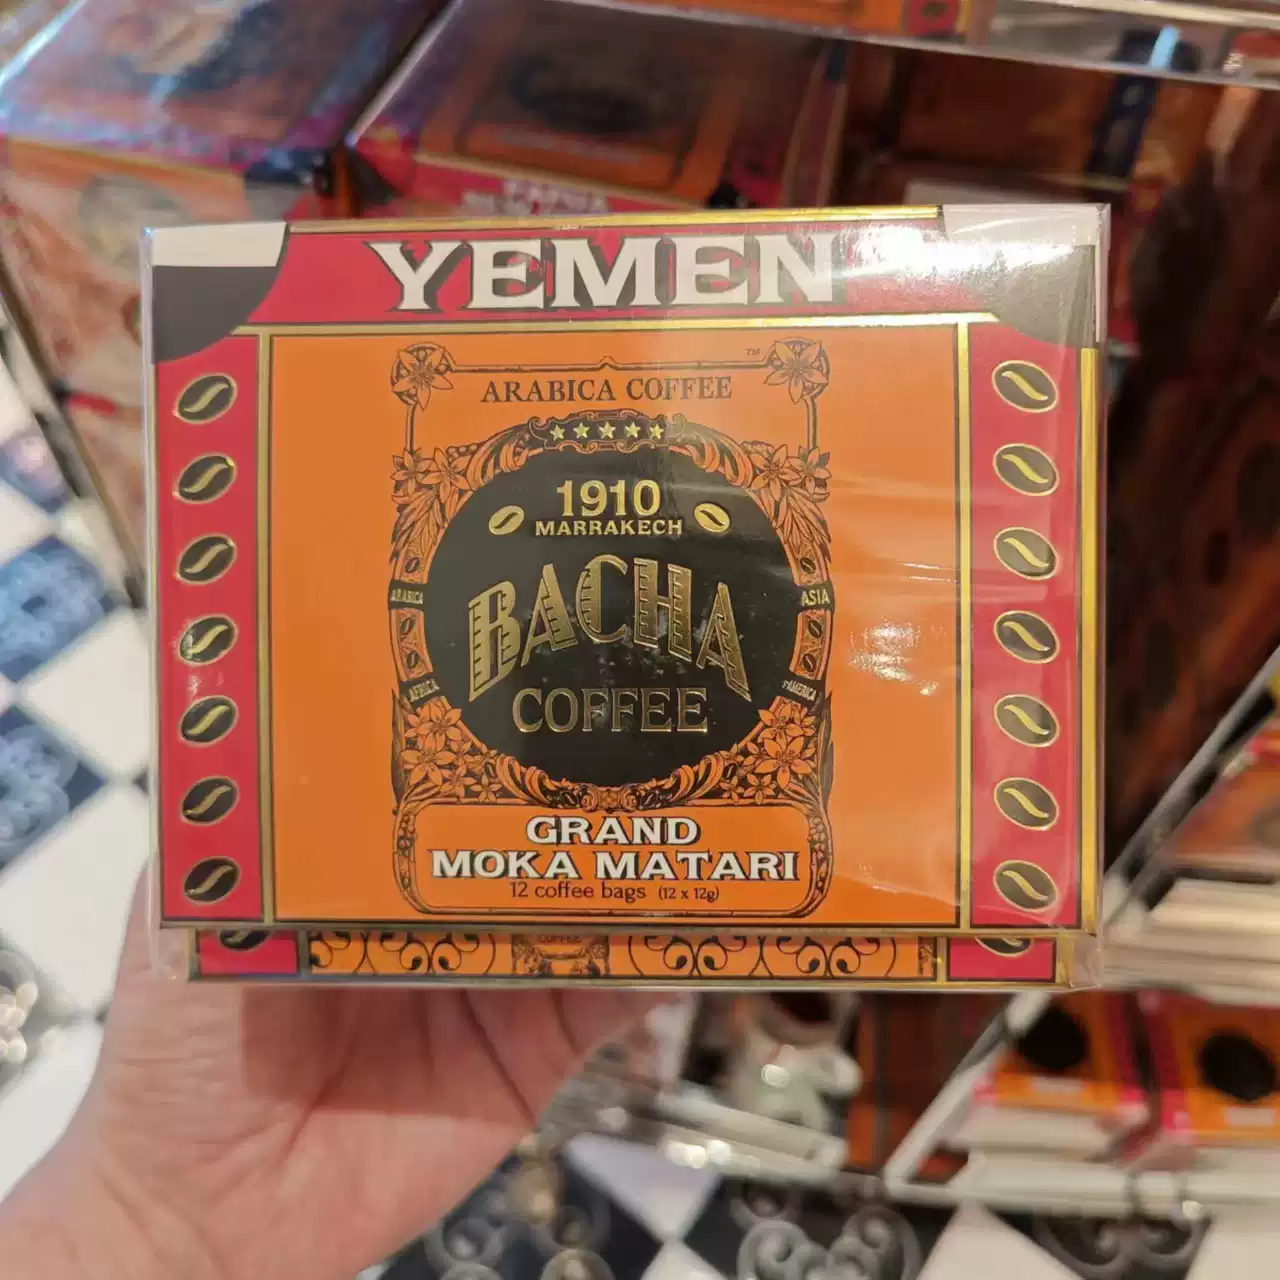 YEMEN
TM
ARABICA COFFEE
1910
MARRAKECH
BACHA
COFFEE
ARABICA
ASIA
AFRICA
GRAND
MOKA MATARI
12 coffee bags (12 x 12g)
COFFEE